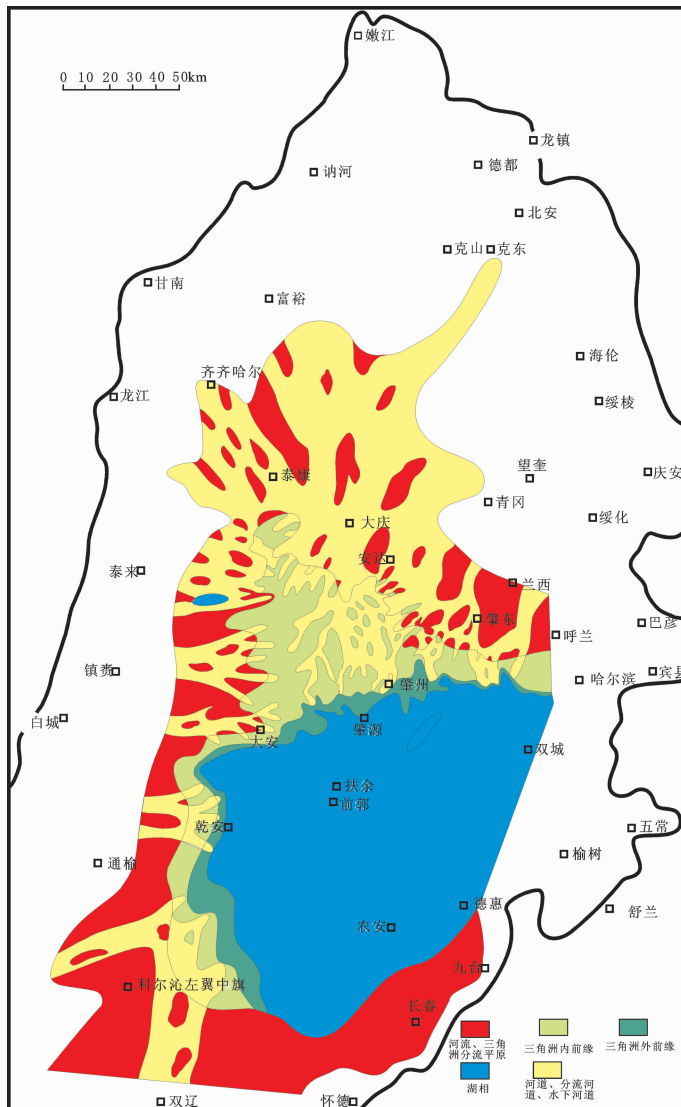 嫩江
0 10 20 30 40 50km
龙镇
讷河
德都
北安
克山 克东
甘南
富裕
海伦
齐齐哈尔
龙江
绥棱
泰康
望奎
庆安
青冈
大庆
绥化
安达
泰来
兰西
肇东
巴彦
呼兰
镇赉
宾县
哈尔滨
肇州
白城
肇源
大安
双城
扶余
前郭
乾安
五常
榆树
通榆
德惠
舒兰
农安
九台
科尔沁左翼中旗
长春
河流、三角
洲分流平原
三角洲内前缘
三角洲外前缘
湖相
河道、分流河
道、水下河道
双辽
怀德